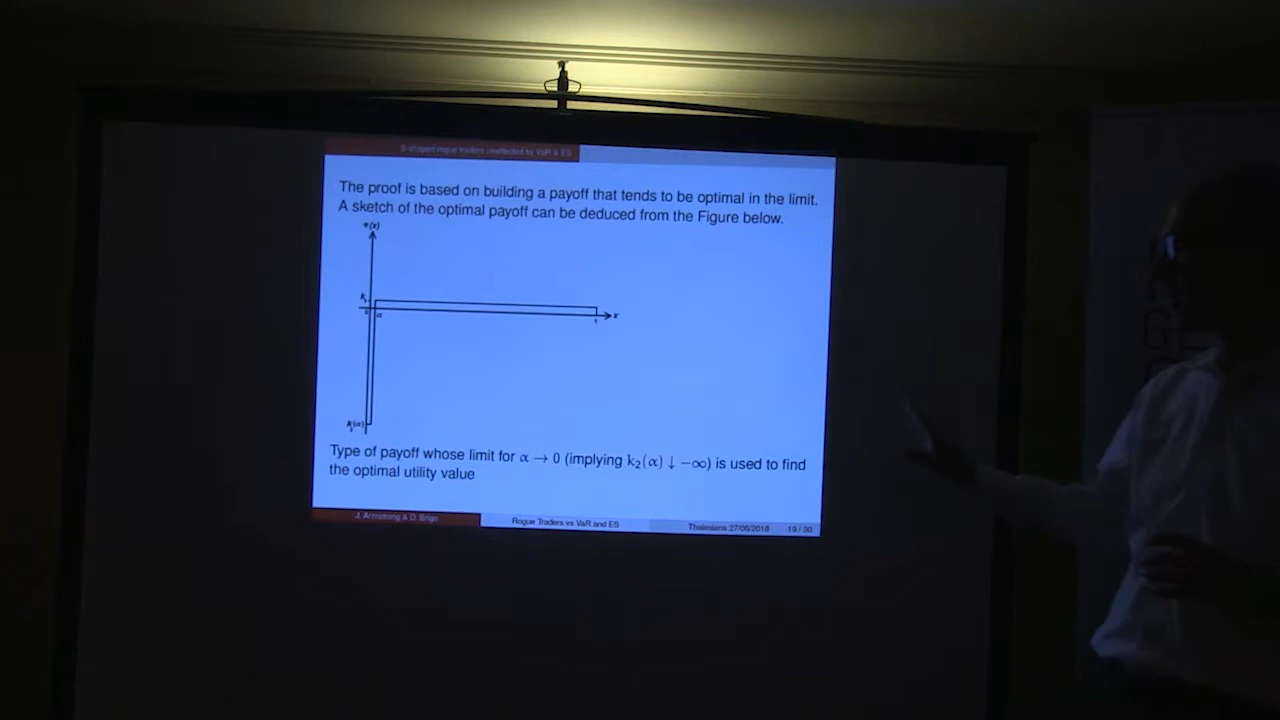 S-shaped rogue traders unaffected by VaR & ES
The proof is based on building a payoff that tends to be optimal in the limit.
A sketch of the optimal payoff can be deduced from the Figure below.
α
1
x
k₂(α)
Type of payoff whose limit for α → 0 (implying k₂(α) ↓ −∞) is used to find
the optimal utility value
J. Armstrong & D. Brigo
Rogue Traders vs VaR and ES
Thalesians 27/06/2018
19 / 30